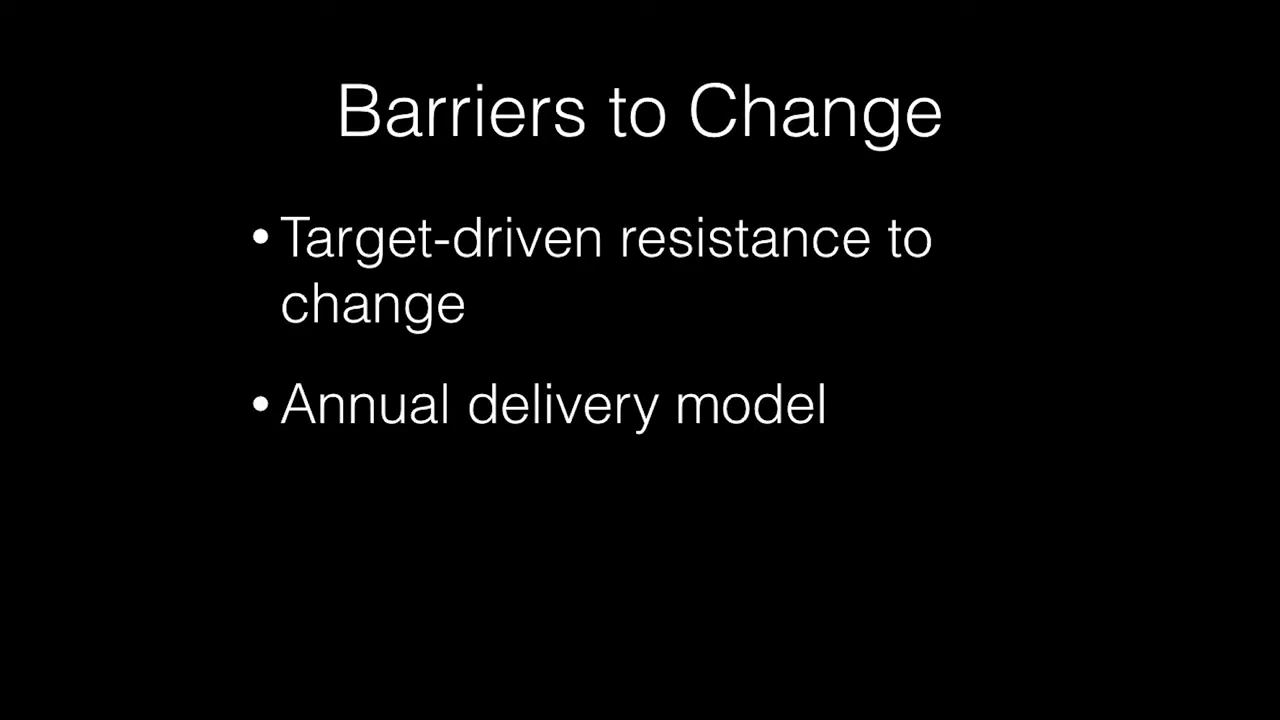 Barriers to Change
• Target-driven resistance to
change
• Annual delivery model